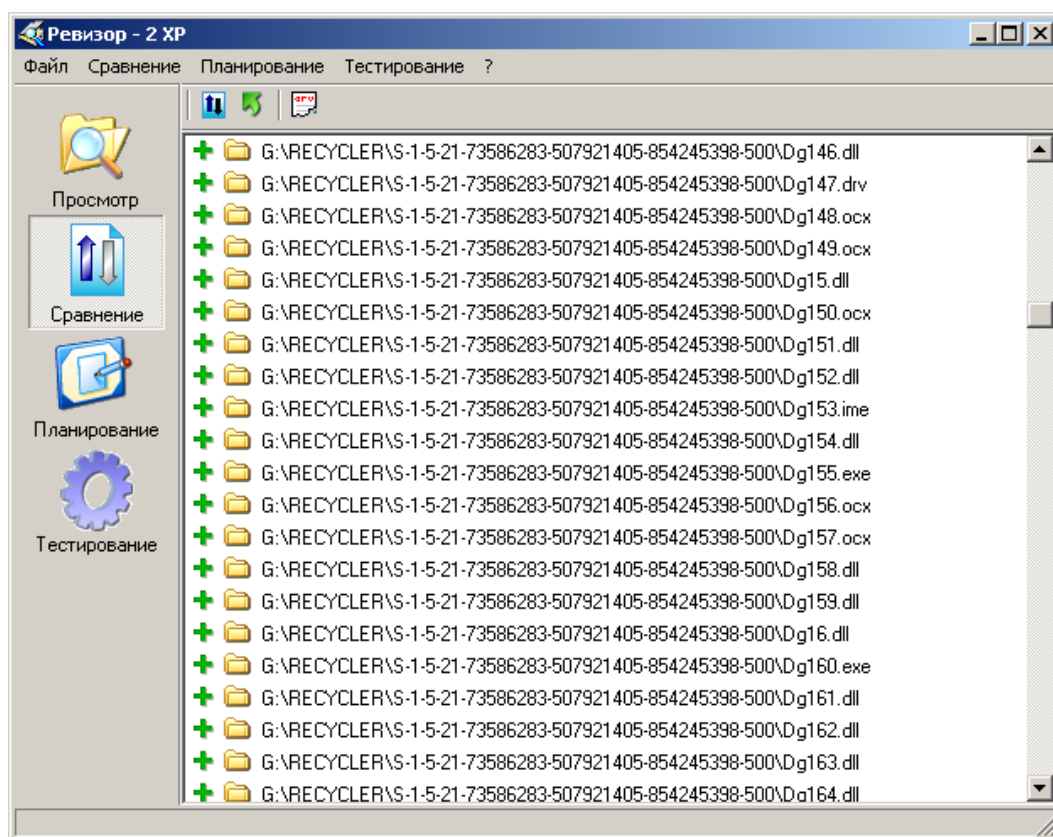 Ревизор - 2 XP
Файл Сравнение Планирование Тестирование ?
Просмотр
Сравнение
Планирование
Тестирование
G:\RECYCLER\S-1-5-21-73586283-507921405-854245398-500\Dg146.dll
G:\RECYCLER\S-1-5-21-73586283-507921405-854245398-500\Dg147.drv
G:\RECYCLER\S-1-5-21-73586283-507921405-854245398-500\Dg148.ocx
G:\RECYCLER\S-1-5-21-73586283-507921405-854245398-500\Dg149.ocx
G:\RECYCLER\S-1-5-21-73586283-507921405-854245398-500\Dg15.dll
G:\RECYCLER\S-1-5-21-73586283-507921405-854245398-500\Dg150.ocx
G:\RECYCLER\S-1-5-21-73586283-507921405-854245398-500\Dg151.dll
G:\RECYCLER\S-1-5-21-73586283-507921405-854245398-500\Dg152.dll
G:\RECYCLER\S-1-5-21-73586283-507921405-854245398-500\Dg153.ime
G:\RECYCLER\S-1-5-21-73586283-507921405-854245398-500\Dg154.dll
G:\RECYCLER\S-1-5-21-73586283-507921405-854245398-500\Dg155.exe
G:\RECYCLER\S-1-5-21-73586283-507921405-854245398-500\Dg156.ocx
G:\RECYCLER\S-1-5-21-73586283-507921405-854245398-500\Dg157.ocx
G:\RECYCLER\S-1-5-21-73586283-507921405-854245398-500\Dg158.dll
G:\RECYCLER\S-1-5-21-73586283-507921405-854245398-500\Dg159.dll
G:\RECYCLER\S-1-5-21-73586283-507921405-854245398-500\Dg16.dll
G:\RECYCLER\S-1-5-21-73586283-507921405-854245398-500\Dg160.exe
G:\RECYCLER\S-1-5-21-73586283-507921405-854245398-500\Dg161.dll
G:\RECYCLER\S-1-5-21-73586283-507921405-854245398-500\Dg162.dll
G:\RECYCLER\S-1-5-21-73586283-507921405-854245398-500\Dg163.dll
G:\RECYCLER\S-1-5-21-73586283-507921405-854245398-500\Dg164.dll